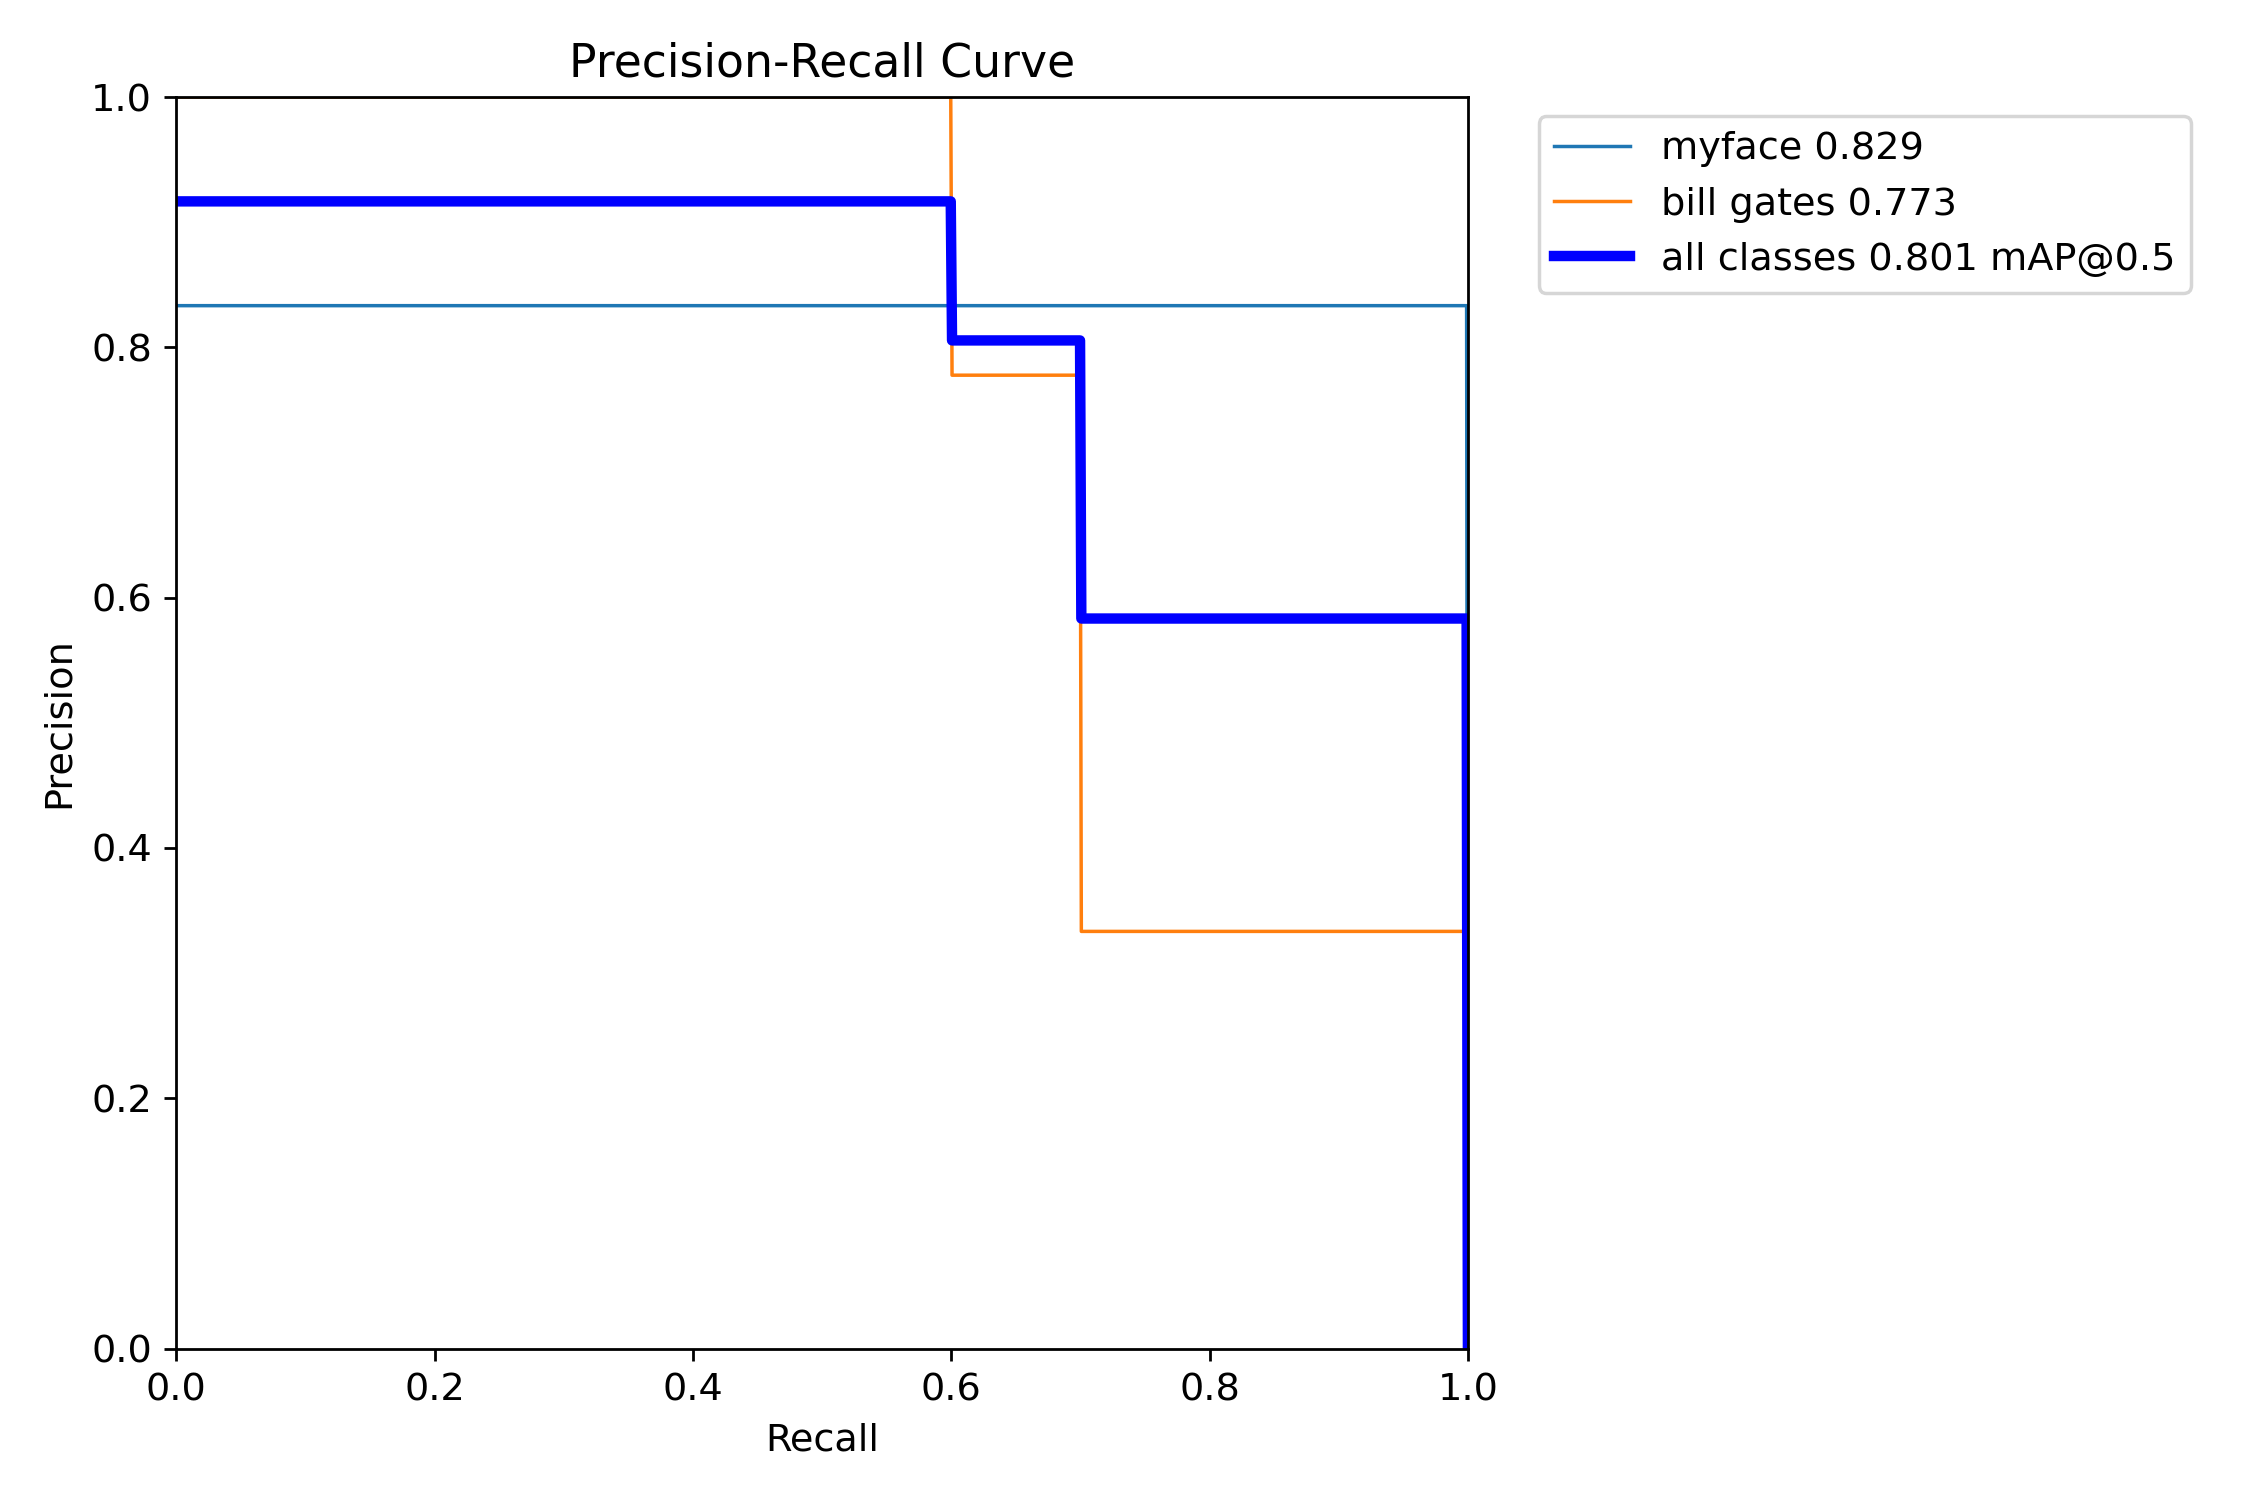 Precision-Recall Curve
1.0
0.8
0.6
0.4
0.2
0.0
Precision
0.0 0.2 0.4 0.6 0.8 1.0
Recall
myface 0.829
bill gates 0.773
all classes 0.801 mAP@0.5